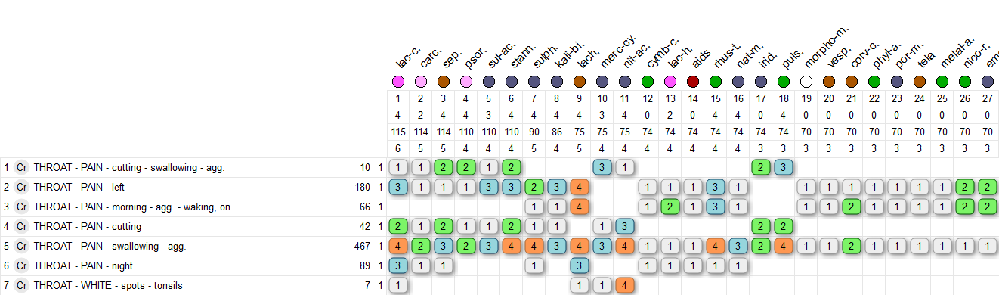 lac-c. carc. sep. psor. sul-ac. stann. sulph. kali-bi. lach. merc-cy. nit-ac. cymb-c. lac-h. aids rhus-t. nat-m. irid. puls. morpho-m. vesp. corv-c. phyl-a. por-m. tela melal-a. nico-r.
1 2 3 4 5 6 7 8 9 10 11 12 13 14 15 16 17 18 19 20 21 22 23 24 25 26 27
4 2 4 4 3 4 4 4 4 3 4 0 2 0 4 4 0 4 0 0 0 0 0 0 0 0 0
115 114 114 110 110 110 90 86 75 75 75 74 74 74 74 74 74 74 70 70 70 70 70 70 70 70 70
6 5 5 4 4 4 5 4 5 4 4 4 4 4 4 4 3 3 3 3 3 3 3 3 3 3 3
1 Cr THROAT - PAIN - cutting - swallowing - agg. 10 1 1 1 2 2 1 2 3 1 2 3
2 Cr THROAT - PAIN - left 180 1 3 1 1 1 3 3 2 3 4 1 1 1 3 1 1 1 1 1 1 1 1 2 2
3 Cr THROAT - PAIN - morning - agg. - waking, on 66 1 1 1 4 1 2 1 3 1 1 1 2 1 1 1 1 2 2
4 Cr THROAT - PAIN - cutting 42 1 2 1 2 1 1 2 1 1 1 3 2 2
5 Cr THROAT - PAIN - swallowing - agg. 467 1 4 2 3 2 3 4 4 3 4 3 4 1 1 1 4 3 2 4 1 1 2 1 1 1 1 1 1
6 Cr THROAT - PAIN - night 89 1 3 1 1 1 3 1 1 1 1 1
7 Cr THROAT - WHITE - spots - tonsils 7 1 1 1 1 4